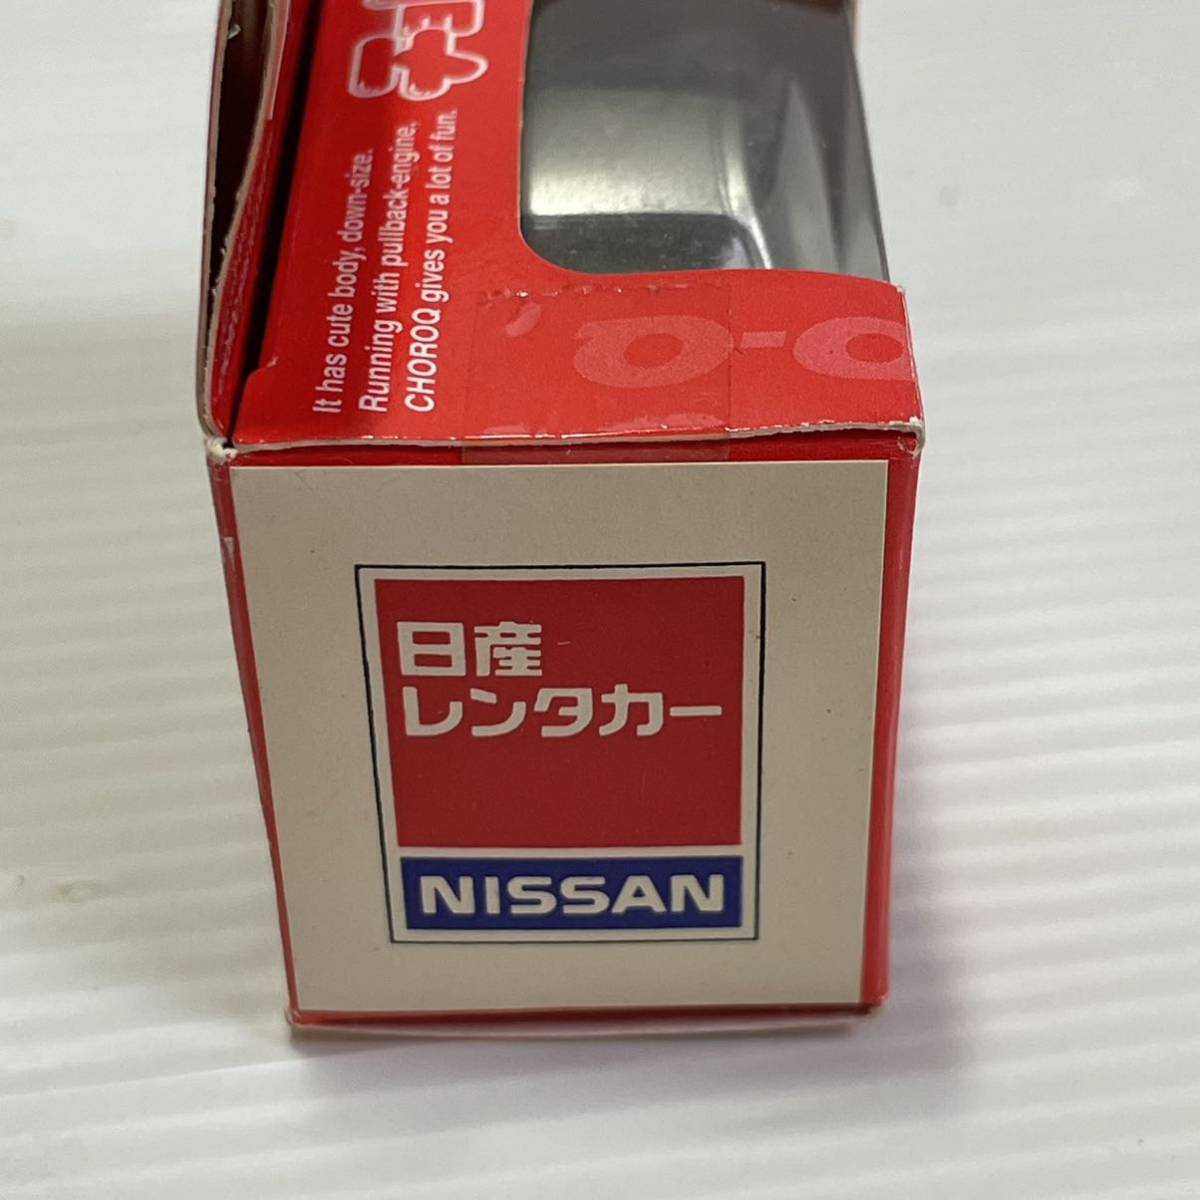 It has cute body, down-size.
Running with pullback-engine,
CHOROQ gives you a lot of fun.
日産
レンタカー
NISSAN